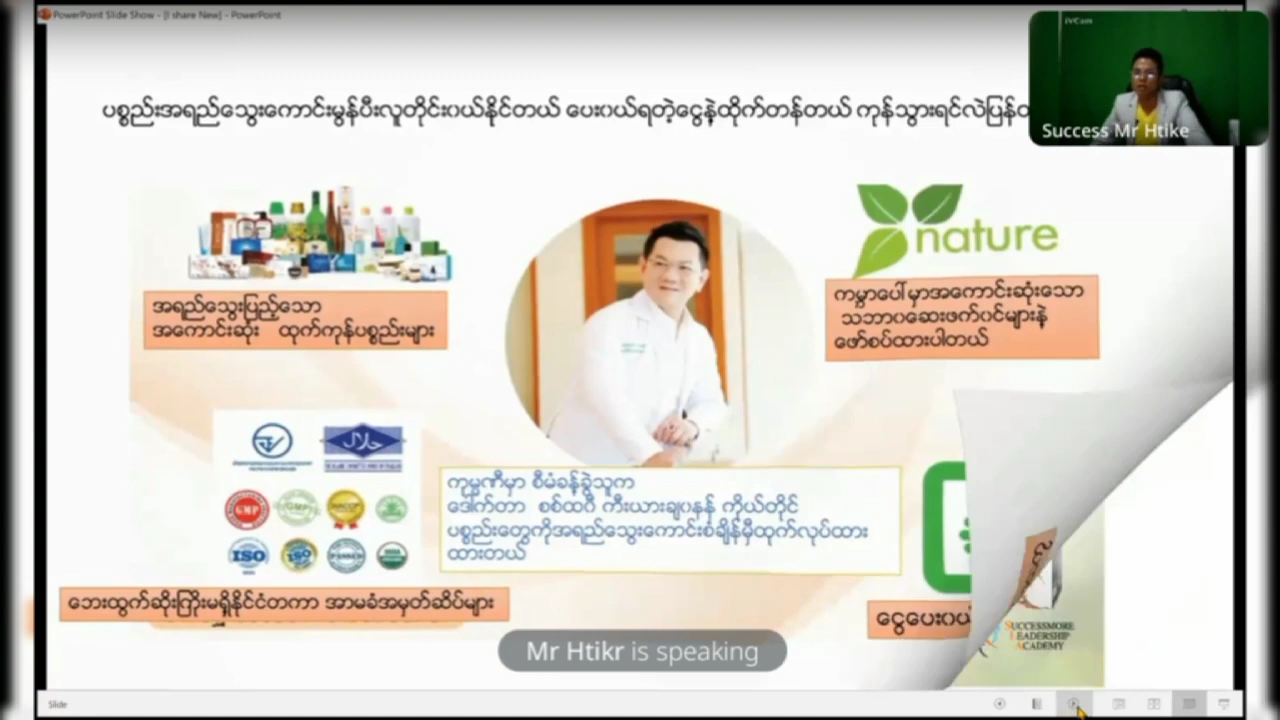 PowerPoint Slide Show - [I share New] - PowerPoint
iVCam
Success Mr Htike
ပစ္စည်းအရည်သွေးကောင်းမွန်ပီးလူတိုင်းဝယ်နိုင်တယ် ပေးဝယ်ရတဲ့ငွေနဲ့ထိုက်တန်တယ် ကုန်သွားရင်လဲပြန်
nature
အရည်သွေးပြည့်သော
အကောင်းဆုံး ထုက်ကုန်ပစ္စည်းများ
ကမ္ဘာပေါ်မှာအကောင်းဆုံးသော
သဘာဝဆေးဖက်ဝင်များနဲ့
ဖော်စပ်ထားပါတယ်
GMP
GMP
HACCP
ISO
ISO
ကုမ္ပဏီမှာ စီမံခန့်ခွဲသူက
ဒေါက်တာ စစ်ထဂီ ကီးယားချပနန် ကိုယ်တိုင်
ပစ္စည်းတွေကိုအရည်သွေးကောင်းစံချိန်မှီထုက်လုပ်ထား
ထားတယ်
ဘေးထွက်ဆိုးကြိုးမရှိနိုင်ငံတကာ အာမခံအမှတ်ဆိပ်များ
ငွေပေးဝယ်
SUCCESSMORE
LEADERSHIP
ACADEMY
Mr Htikr is speaking
Slide